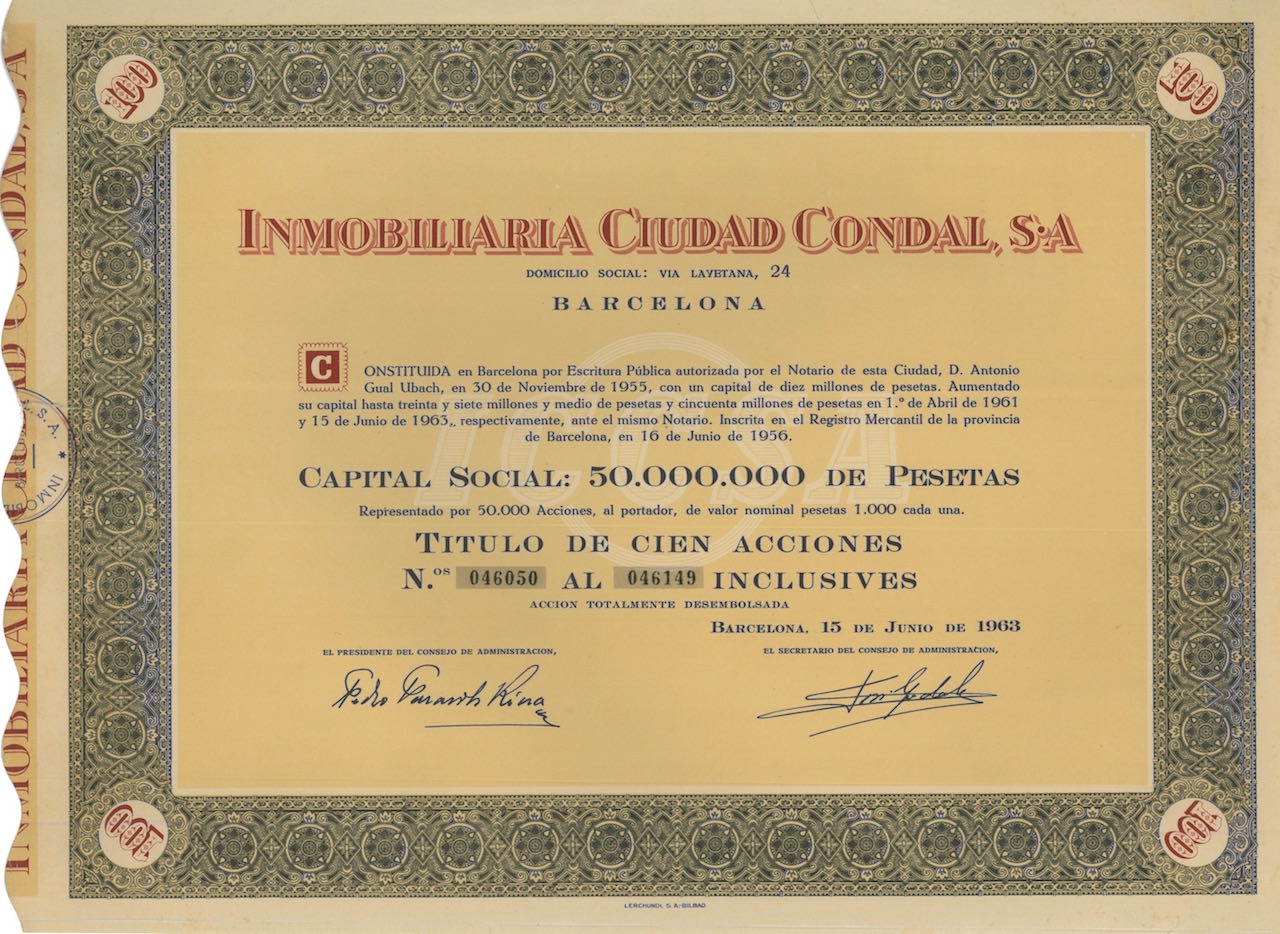 100
100
INMOBILIARIA CIUDAD CONDAL, S.A
DOMICILIO SOCIAL: VIA LAYETANA, 24
BARCELONA
CONSTITUIDA en Barcelona por Escritura Pública autorizada por el Notario de esta Ciudad, D. Antonio
Gual Ubach, en 30 de Noviembre de 1955, con un capital de diez millones de pesetas. Aumentado
su capital hasta treinta y siete millones y medio de pesetas y cincuenta millones de pesetas en 1.º de Abril de 1961
y 15 de Junio de 1963,, respectivamente, ante el mismo Notario. Inscrita en el Registro Mercantil de la provincia
de Barcelona, en 16 de Junio de 1956.
ICCSA
CAPITAL SOCIAL: 50.000.000 DE PESETAS
Representado por 50.000 Acciones, al portador, de valor nominal pesetas 1.000 cada una.
TITULO DE CIEN ACCIONES
N.os 046050 AL 046149 INCLUSIVES
ACCION TOTALMENTE DESEMBOLSADA
BARCELONA, 15 DE JUNIO DE 1963
EL PRESIDENTE DEL CONSEJO DE ADMINISTRACION,
EL SECRETARIO DEL CONSEJO DE ADMINISTRACION,
Pedro
100
100
LERCHUNDI, S. A.-BILBAO
INMOBILIARIA CIUDAD CONDAL, S.A
S.A. * INMO